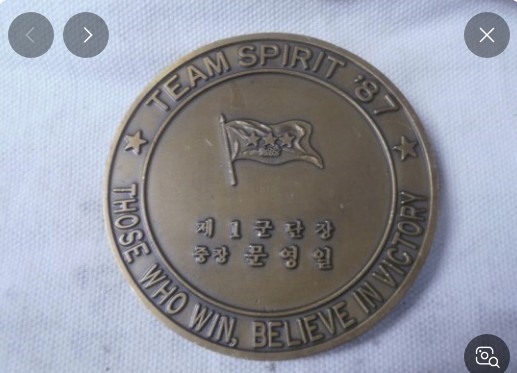 TEAM SPIRIT '87
제1군단장
중장 문영일
THOSE WHO WIN, BELIEVE IN VICTORY